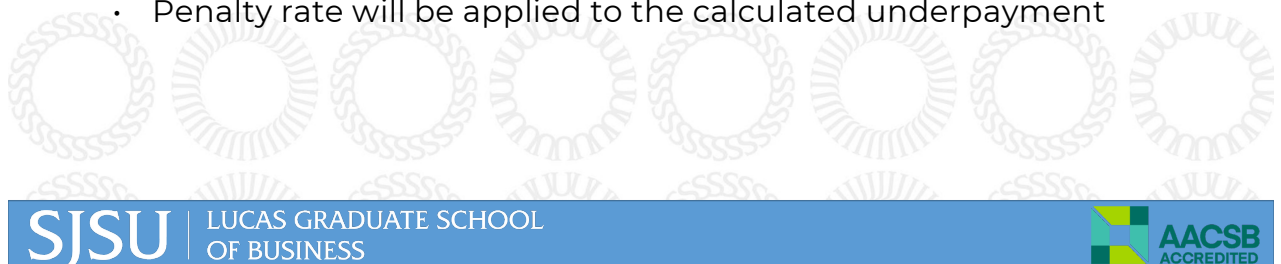 • Penalty rate will be applied to the calculated underpayment
SJSU
LUCAS GRADUATE SCHOOL
OF BUSINESS
AACSB
ACCREDITED